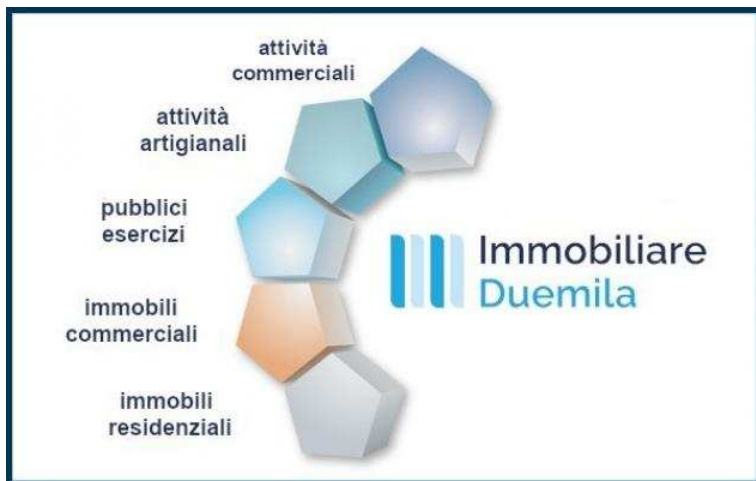 attività
commerciali
attività
artigianali
pubblici
esercizi
immobili
commerciali
immobili
residenziali
Immobiliare
Duemila